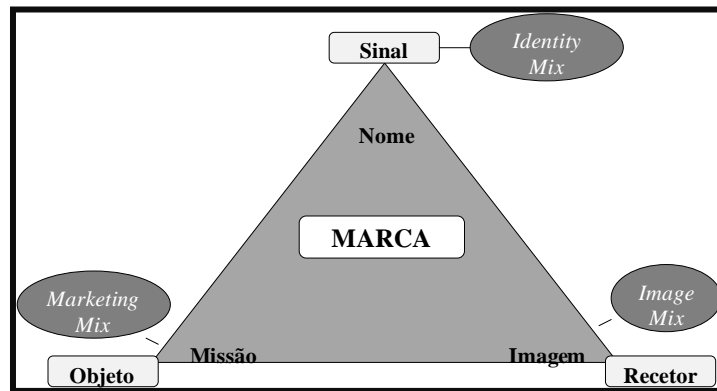 Sinal
Identity
Mix
Nome
MARCA
Marketing
Mix
Image
Mix
Missão
Imagem
Objeto
Recetor